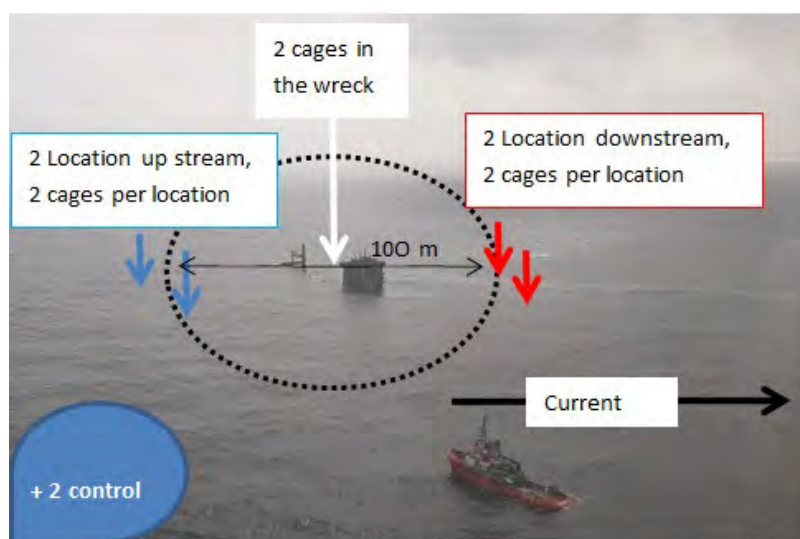 2 cages in
the wreck
2 Location up stream,
2 cages per location
2 Location downstream,
2 cages per location
100 m
Current
+ 2 control